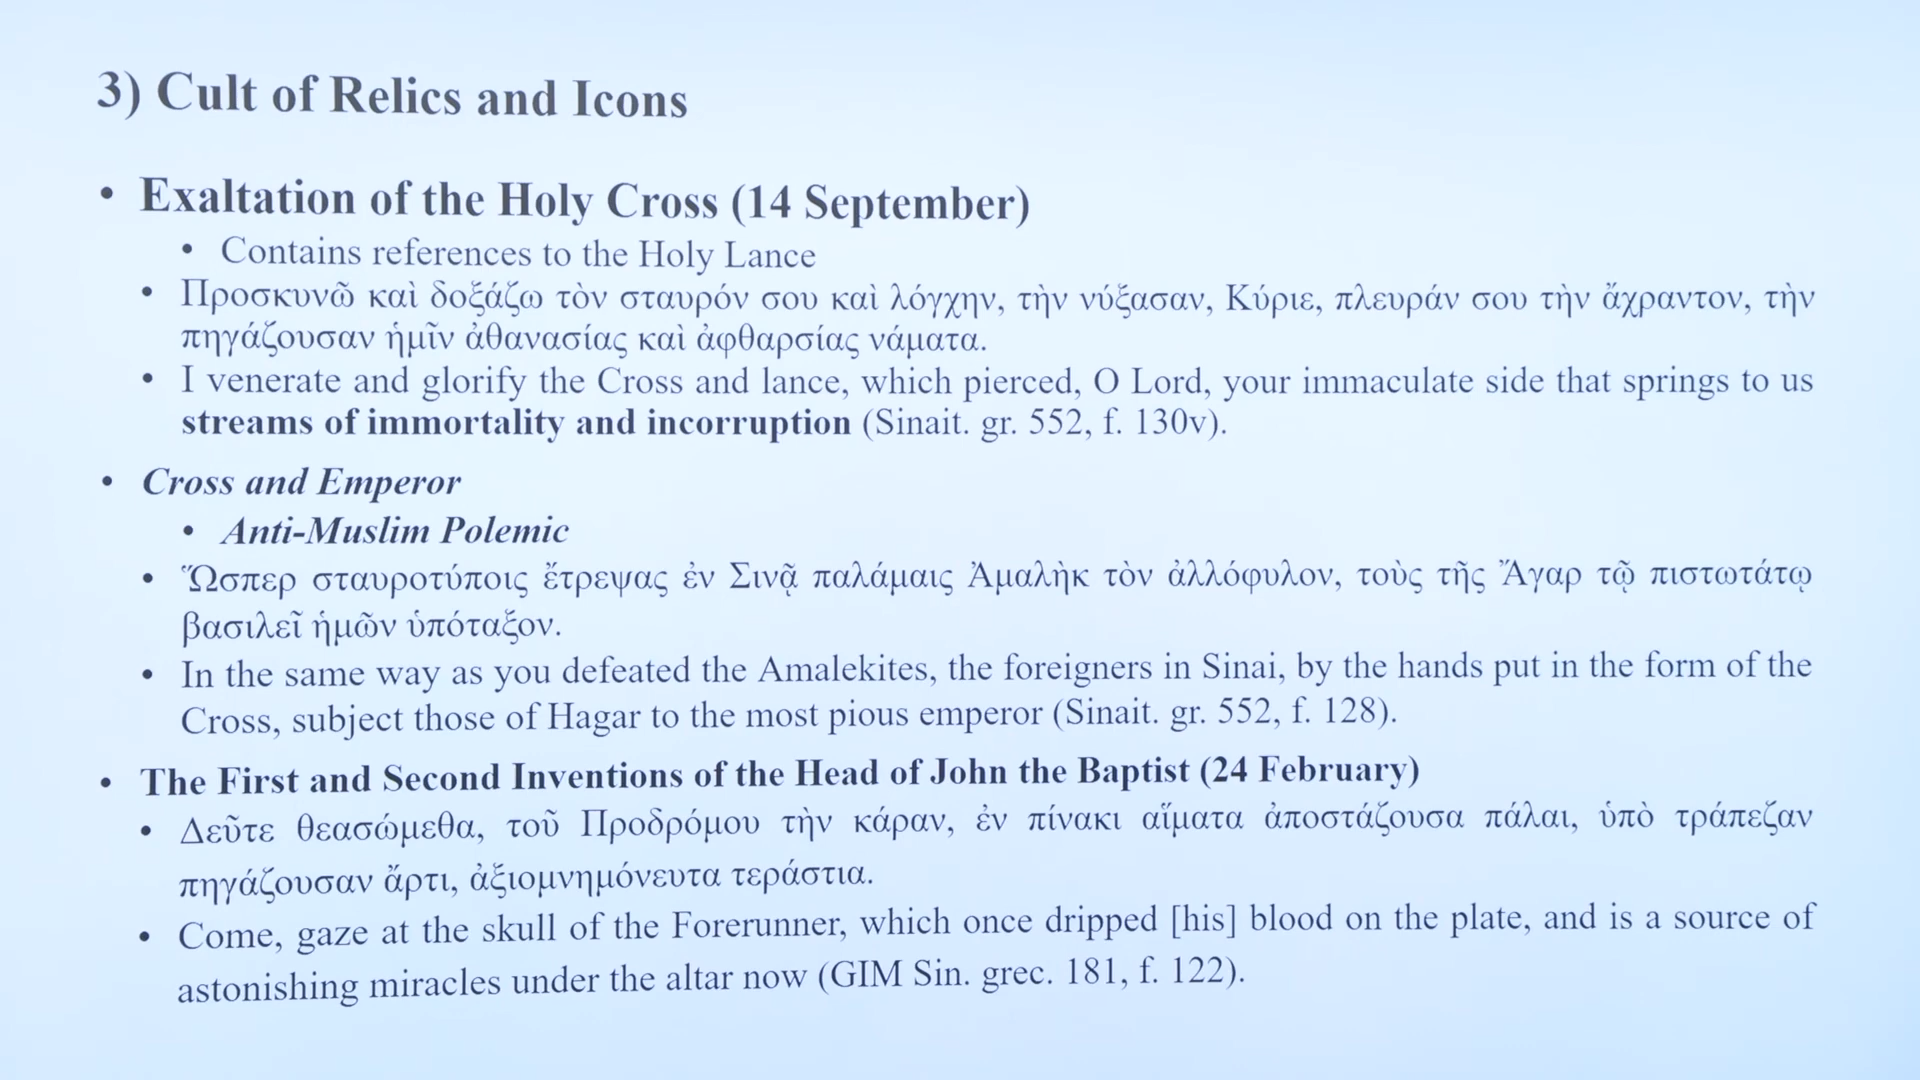 3) Cult of Relics and Icons
• Exaltation of the Holy Cross (14 September)
• Contains references to the Holy Lance
• Προσκυνῶ καὶ δοξάζω τὸν σταυρόν σου καὶ λόγχην, τὴν νύξασαν, Κύριε, πλευράν σου τὴν ἄχραντον, τὴν
πηγάζουσαν ἡμῖν ἀθανασίας καὶ ἀφθαρσίας νάματα.
• I venerate and glorify the Cross and lance, which pierced, O Lord, your immaculate side that springs to us
streams of immortality and incorruption (Sinait. gr. 552, f. 130v).
• Cross and Emperor
• Anti-Muslim Polemic
• Ὥσπερ σταυροτύποις ἔτρεψας ἐν Σινᾷ παλάμαις Ἀμαλὴκ τὸν ἀλλόφυλον, τοὺς τῆς Ἄγαρ τῷ πιστωτάτῳ
βασιλεῖ ἡμῶν ὑπόταξον.
• In the same way as you defeated the Amalekites, the foreigners in Sinai, by the hands put in the form of the
Cross, subject those of Hagar to the most pious emperor (Sinait. gr. 552, f. 128).
• The First and Second Inventions of the Head of John the Baptist (24 February)
• Δεῦτε θεασώμεθα, τοῦ Προδρόμου τὴν κάραν, ἐν πίνακι αἵματα ἀποστάζουσα πάλαι, ὑπὸ τράπεζαν
πηγάζουσαν ἄρτι, ἀξιομνημόνευτα τεράστια.
• Come, gaze at the skull of the Forerunner, which once dripped [his] blood on the plate, and is a source of
astonishing miracles under the altar now (GIM Sin. grec. 181, f. 122).